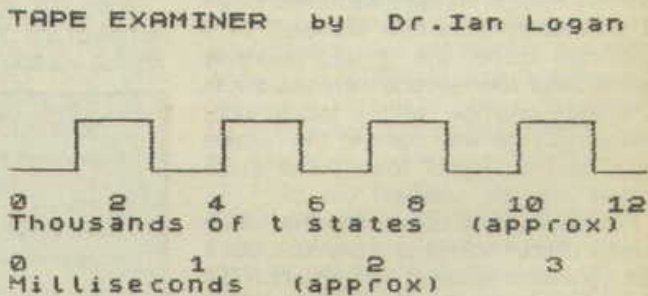 TAPE EXAMINER by Dr.Ian Logan
0 2 4 6 8 10 12
Thousands of t states (approx)
0 1 2 3
Milliseconds (approx)